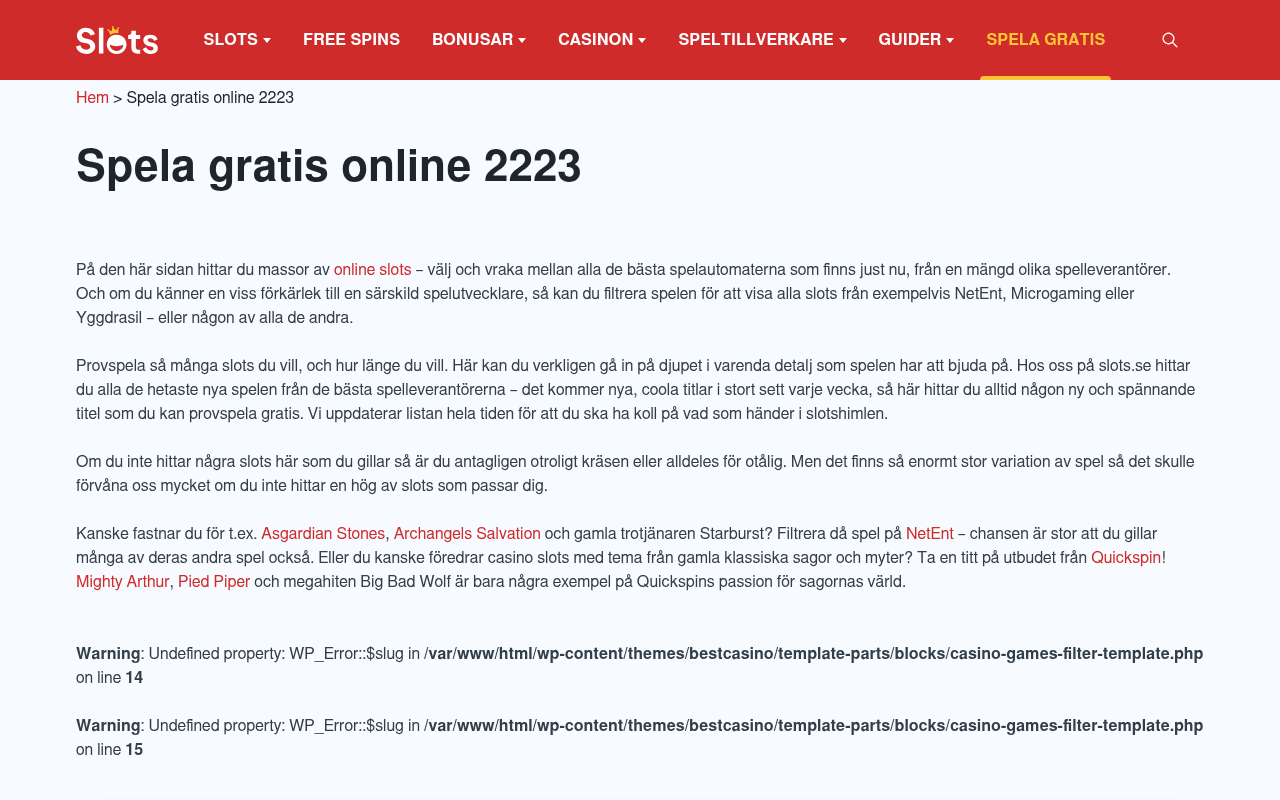 Slots SLOTS FREE SPINS BONUSAR CASINON SPELTILLVERKARE GUIDER SPELA GRATIS
Hem > Spela gratis online 2223
Spela gratis online 2223
På den här sidan hittar du massor av online slots – välj och vraka mellan alla de bästa spelautomaterna som finns just nu, från en mängd olika spelleverantörer.
Och om du känner en viss förkärlek till en särskild spelutvecklare, så kan du filtrera spelen för att visa alla slots från exempelvis NetEnt, Microgaming eller
Yggdrasil – eller någon av alla de andra.
Provspela så många slots du vill, och hur länge du vill. Här kan du verkligen gå in på djupet i varenda detalj som spelen har att bjuda på. Hos oss på slots.se hittar
du alla de hetaste nya spelen från de bästa spelleverantörerna – det kommer nya, coola titlar i stort sett varje vecka, så här hittar du alltid någon ny och spännande
titel som du kan provspela gratis. Vi uppdaterar listan hela tiden för att du ska ha koll på vad som händer i slotshimlen.
Om du inte hittar några slots här som du gillar så är du antagligen otroligt kräsen eller alldeles för otålig. Men det finns så enormt stor variation av spel så det skulle
förvåna oss mycket om du inte hittar en hög av slots som passar dig.
Kanske fastnar du för t.ex. Asgardian Stones, Archangels Salvation och gamla trotjänaren Starburst? Filtrera då spel på NetEnt – chansen är stor att du gillar
många av deras andra spel också. Eller du kanske föredrar casino slots med tema från gamla klassiska sagor och myter? Ta en titt på utbudet från Quickspin!
Mighty Arthur, Pied Piper och megahiten Big Bad Wolf är bara några exempel på Quickspins passion för sagornas värld.
Warning: Undefined property: WP_Error::$slug in /var/www/html/wp-content/themes/bestcasino/template-parts/blocks/casino-games-filter-template.php
on line 14
Warning: Undefined property: WP_Error::$slug in /var/www/html/wp-content/themes/bestcasino/template-parts/blocks/casino-games-filter-template.php
on line 15